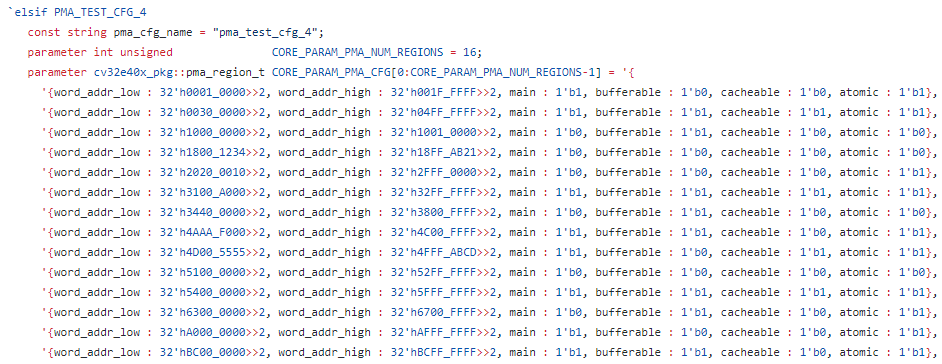 `elsif PMA_TEST_CFG_4
const string pma_cfg_name = "pma_test_cfg_4";
parameter int unsigned CORE_PARAM_PMA_NUM_REGIONS = 16;
parameter cv32e40x_pkg::pma_region_t CORE_PARAM_PMA_CFG[0:CORE_PARAM_PMA_NUM_REGIONS-1] = '{
'{word_addr_low : 32'h0001_0000>>2, word_addr_high : 32'h001F_FFFF>>2, main : 1'b1, bufferable : 1'b0, cacheable : 1'b0, atomic : 1'b1},
'{word_addr_low : 32'h0030_0000>>2, word_addr_high : 32'h04FF_FFFF>>2, main : 1'b1, bufferable : 1'b1, cacheable : 1'b1, atomic : 1'b1},
'{word_addr_low : 32'h1000_0000>>2, word_addr_high : 32'h1001_0000>>2, main : 1'b0, bufferable : 1'b1, cacheable : 1'b0, atomic : 1'b0},
'{word_addr_low : 32'h1800_1234>>2, word_addr_high : 32'h18FF_AB21>>2, main : 1'b0, bufferable : 1'b0, cacheable : 1'b0, atomic : 1'b0},
'{word_addr_low : 32'h2020_0010>>2, word_addr_high : 32'h2FFF_0000>>2, main : 1'b0, bufferable : 1'b0, cacheable : 1'b0, atomic : 1'b1},
'{word_addr_low : 32'h3100_A000>>2, word_addr_high : 32'h32FF_FFFF>>2, main : 1'b1, bufferable : 1'b1, cacheable : 1'b1, atomic : 1'b1},
'{word_addr_low : 32'h3440_0000>>2, word_addr_high : 32'h3800_FFFF>>2, main : 1'b0, bufferable : 1'b1, cacheable : 1'b0, atomic : 1'b1},
'{word_addr_low : 32'h4AAA_F000>>2, word_addr_high : 32'h4C00_FFFF>>2, main : 1'b1, bufferable : 1'b1, cacheable : 1'b0, atomic : 1'b1},
'{word_addr_low : 32'h4D00_5555>>2, word_addr_high : 32'h4FFF_ABCD>>2, main : 1'b1, bufferable : 1'b0, cacheable : 1'b1, atomic : 1'b1},
'{word_addr_low : 32'h5100_0000>>2, word_addr_high : 32'h52FF_FFFF>>2, main : 1'b0, bufferable : 1'b0, cacheable : 1'b0, atomic : 1'b0},
'{word_addr_low : 32'h5400_0000>>2, word_addr_high : 32'h5FFF_FFFF>>2, main : 1'b1, bufferable : 1'b1, cacheable : 1'b1, atomic : 1'b1},
'{word_addr_low : 32'h6300_0000>>2, word_addr_high : 32'h6700_FFFF>>2, main : 1'b0, bufferable : 1'b1, cacheable : 1'b0, atomic : 1'b1},
'{word_addr_low : 32'hA000_0000>>2, word_addr_high : 32'hAFFF_FFFF>>2, main : 1'b1, bufferable : 1'b0, cacheable : 1'b0, atomic : 1'b1},
'{word_addr_low : 32'hBC00_0000>>2, word_addr_high : 32'hBCFF_FFFF>>2, main : 1'b1, bufferable : 1'b1, cacheable : 1'b0, atomic : 1'b1},